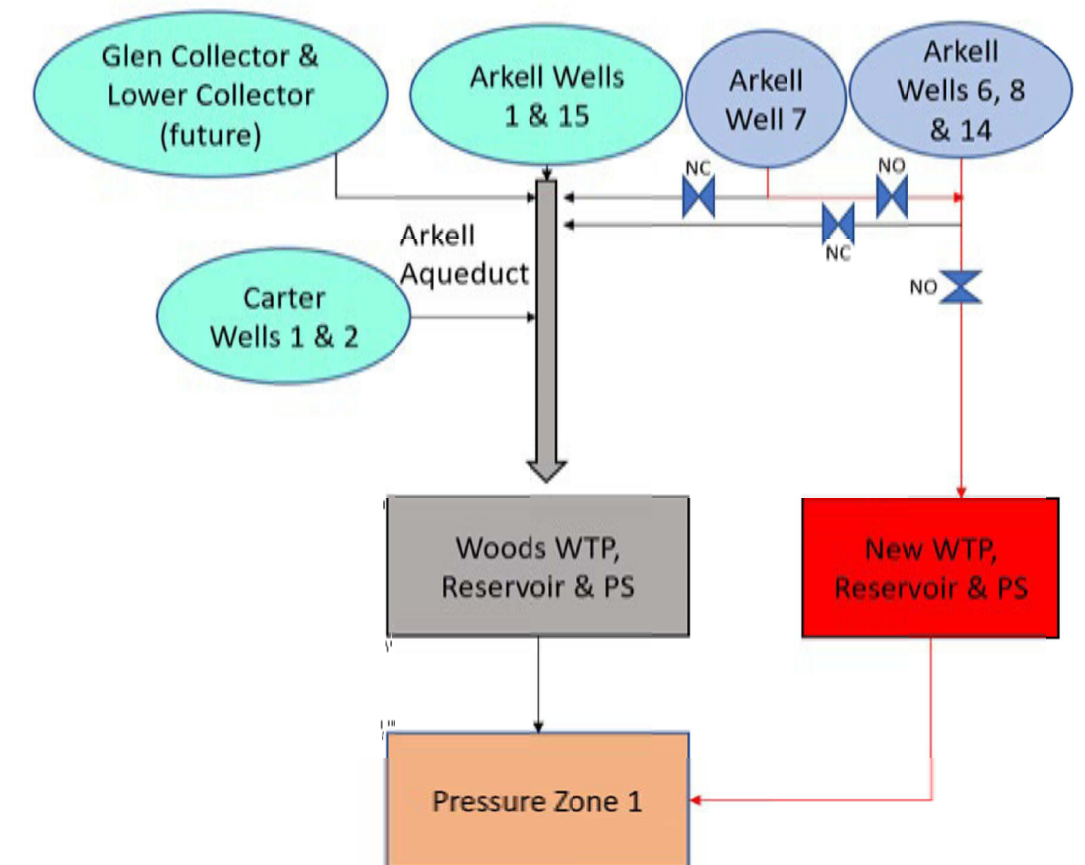 Glen Collector &
Lower Collector
(future)
Arkell Wells
1 & 15
Arkell
Well 7
Arkell
Wells 6, 8
& 14
NC
NO
NC
NO
Arkell
Aqueduct
Carter
Wells 1 & 2
Woods WTP,
Reservoir & PS
New WTP,
Reservoir & PS
Pressure Zone 1